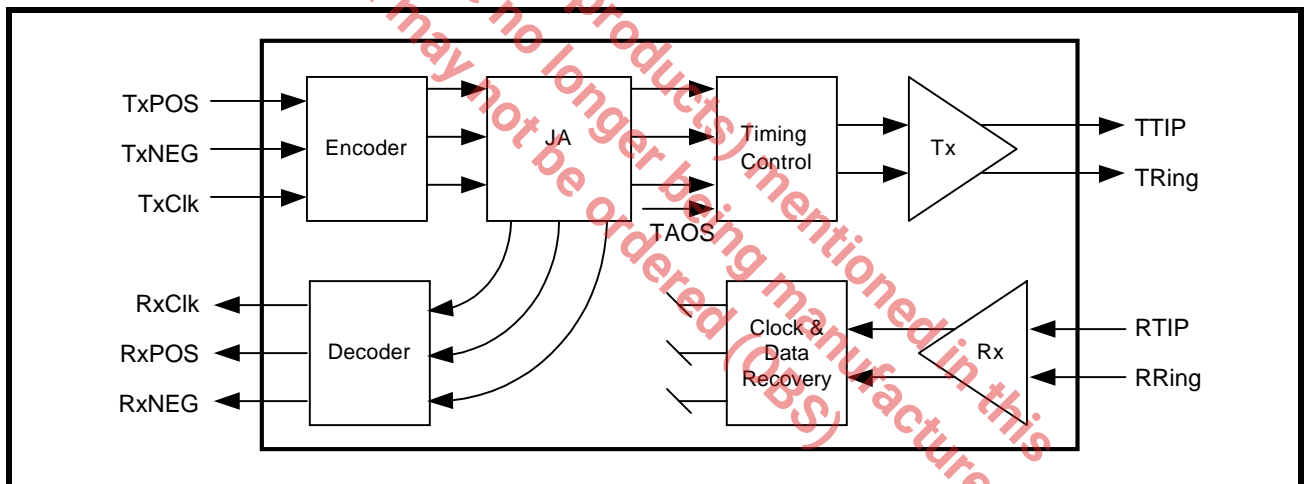 products) mentioned in this
no longer being manufacture
may not be ordered (OBS)
TxPOS
TxNEG
TxClk
Encoder
JA
Timing
Control
Tx
TTIP
TRing
TAOS
RxClk
RxPOS
RxNEG
Decoder
Clock &
Data
Recovery
Rx
RTIP
RRing